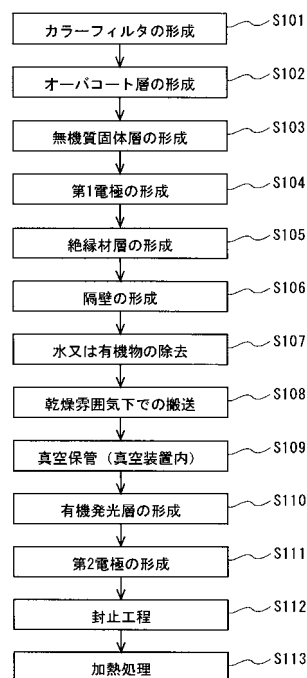 カラーフィルタの形成 S101
オーバコート層の形成 S102
無機質固体層の形成 S103
第1電極の形成 S104
絶縁材層の形成 S105
隔壁の形成 S106
水又は有機物の除去 S107
乾燥雰囲気下での搬送 S108
真空保管（真空装置内） S109
有機発光層の形成 S110
第2電極の形成 S111
封止工程 S112
加熱処理 S113